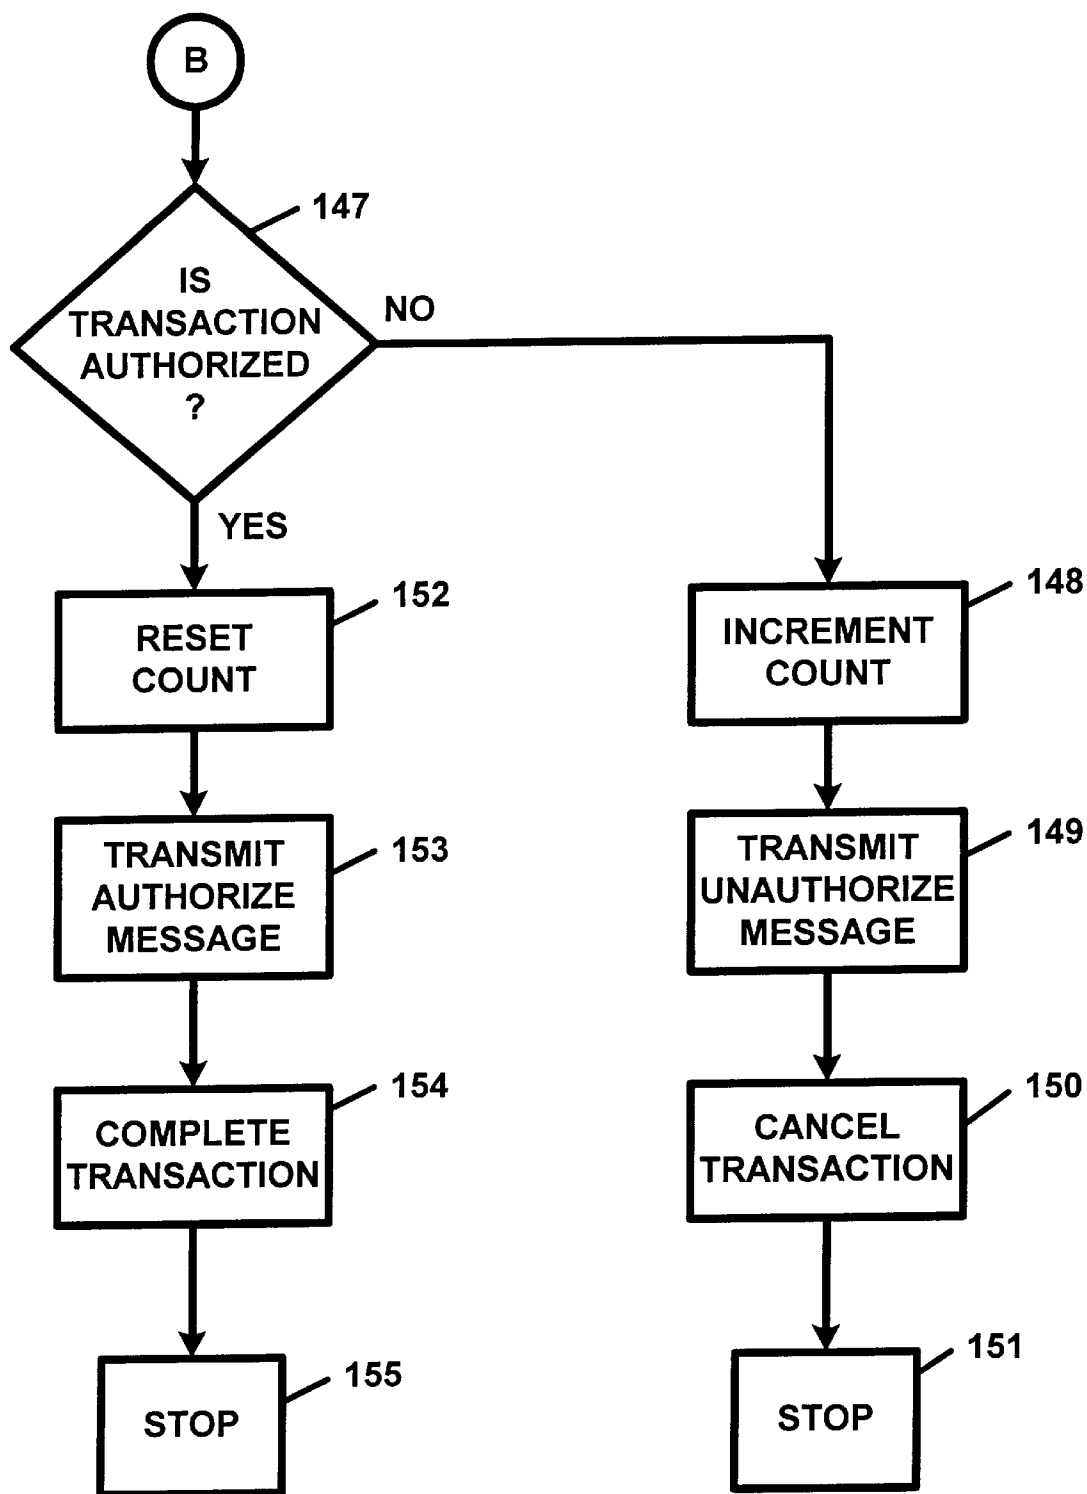 B
147
IS
TRANSACTION
AUTHORIZED
?
NO
YES
152
RESET
COUNT
148
INCREMENT
COUNT
153
TRANSMIT
AUTHORIZE
MESSAGE
149
TRANSMIT
UNAUTHORIZE
MESSAGE
154
COMPLETE
TRANSACTION
150
CANCEL
TRANSACTION
155
STOP
151
STOP